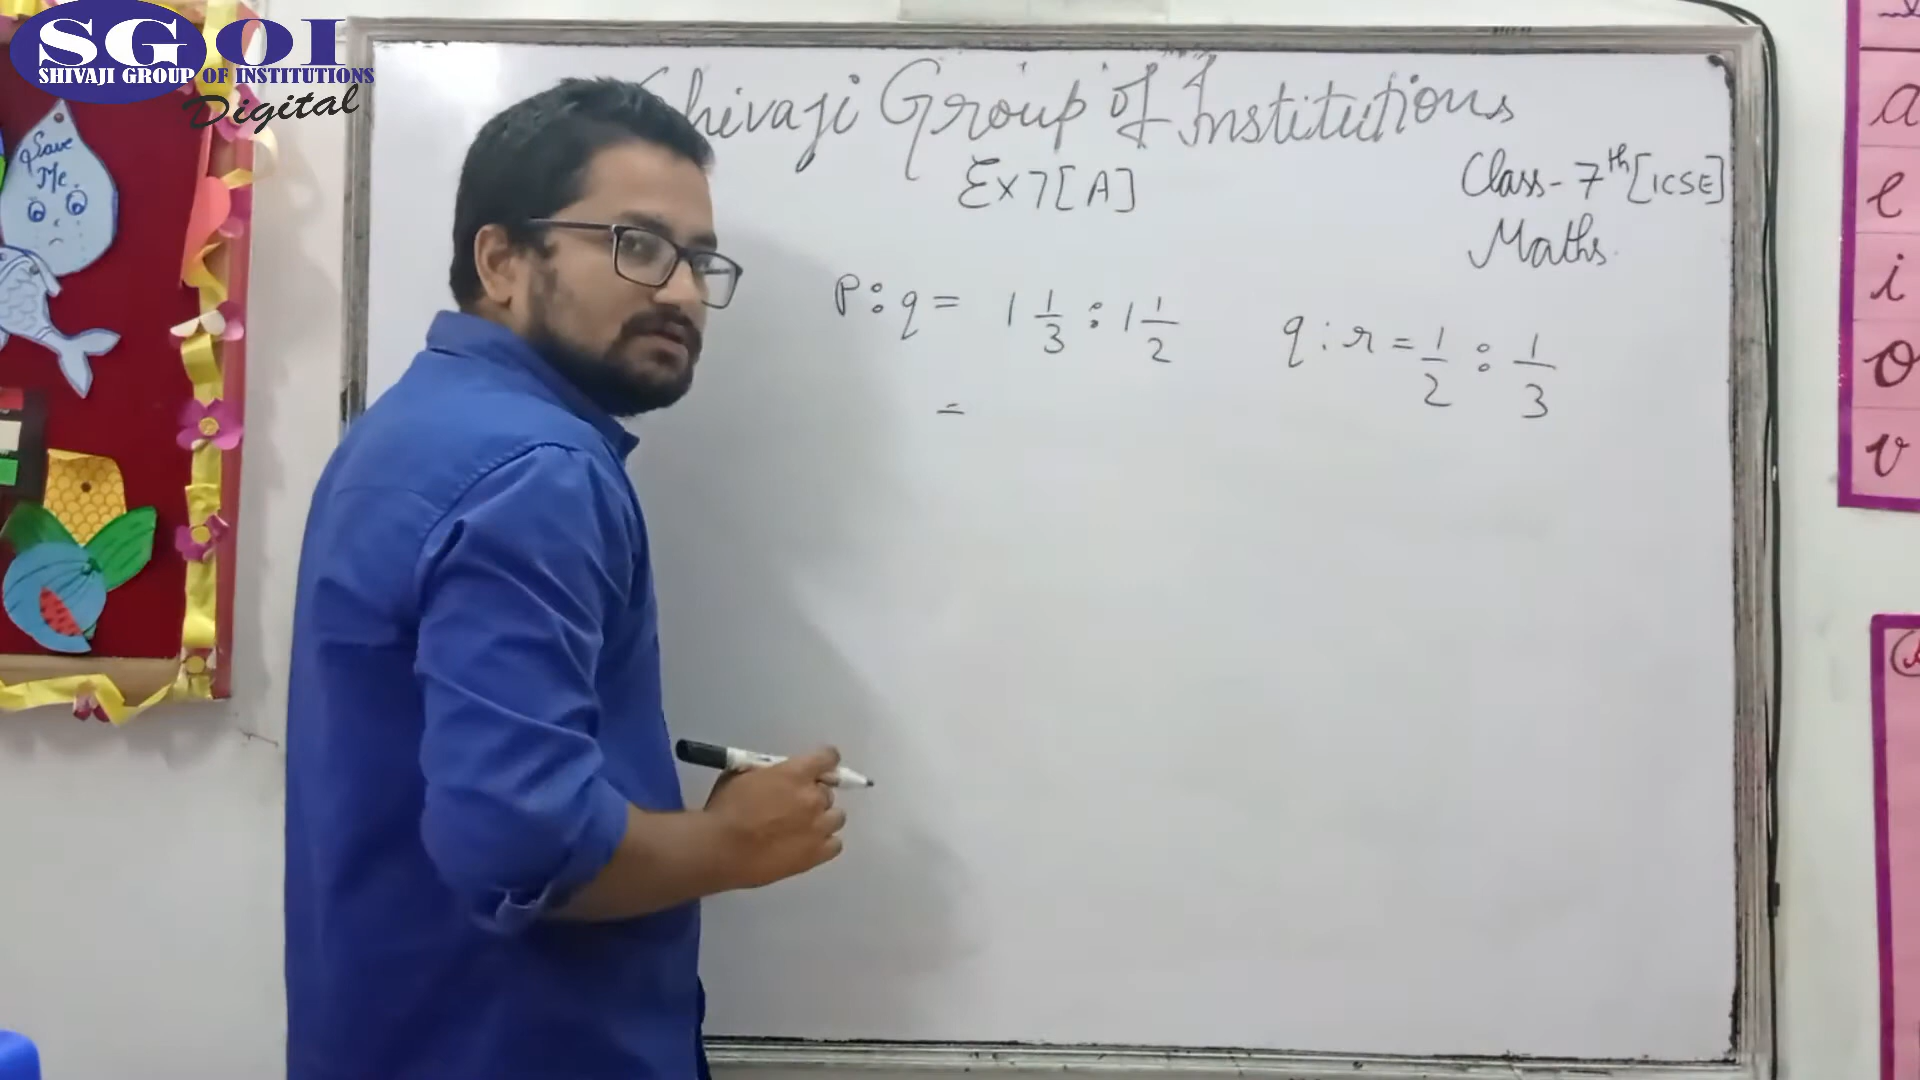 SGOI
SHIVAJI GROUP OF INSTITUTIONS
Digital
Save
Me
Shivaji Group of Institutions
Ex 7[A]
Class - 7th [ICSE]
Maths.
P : q = 1 1/3 : 1 1/2
q : r = 1/2 : 1/3
=
a
e
i
o
v